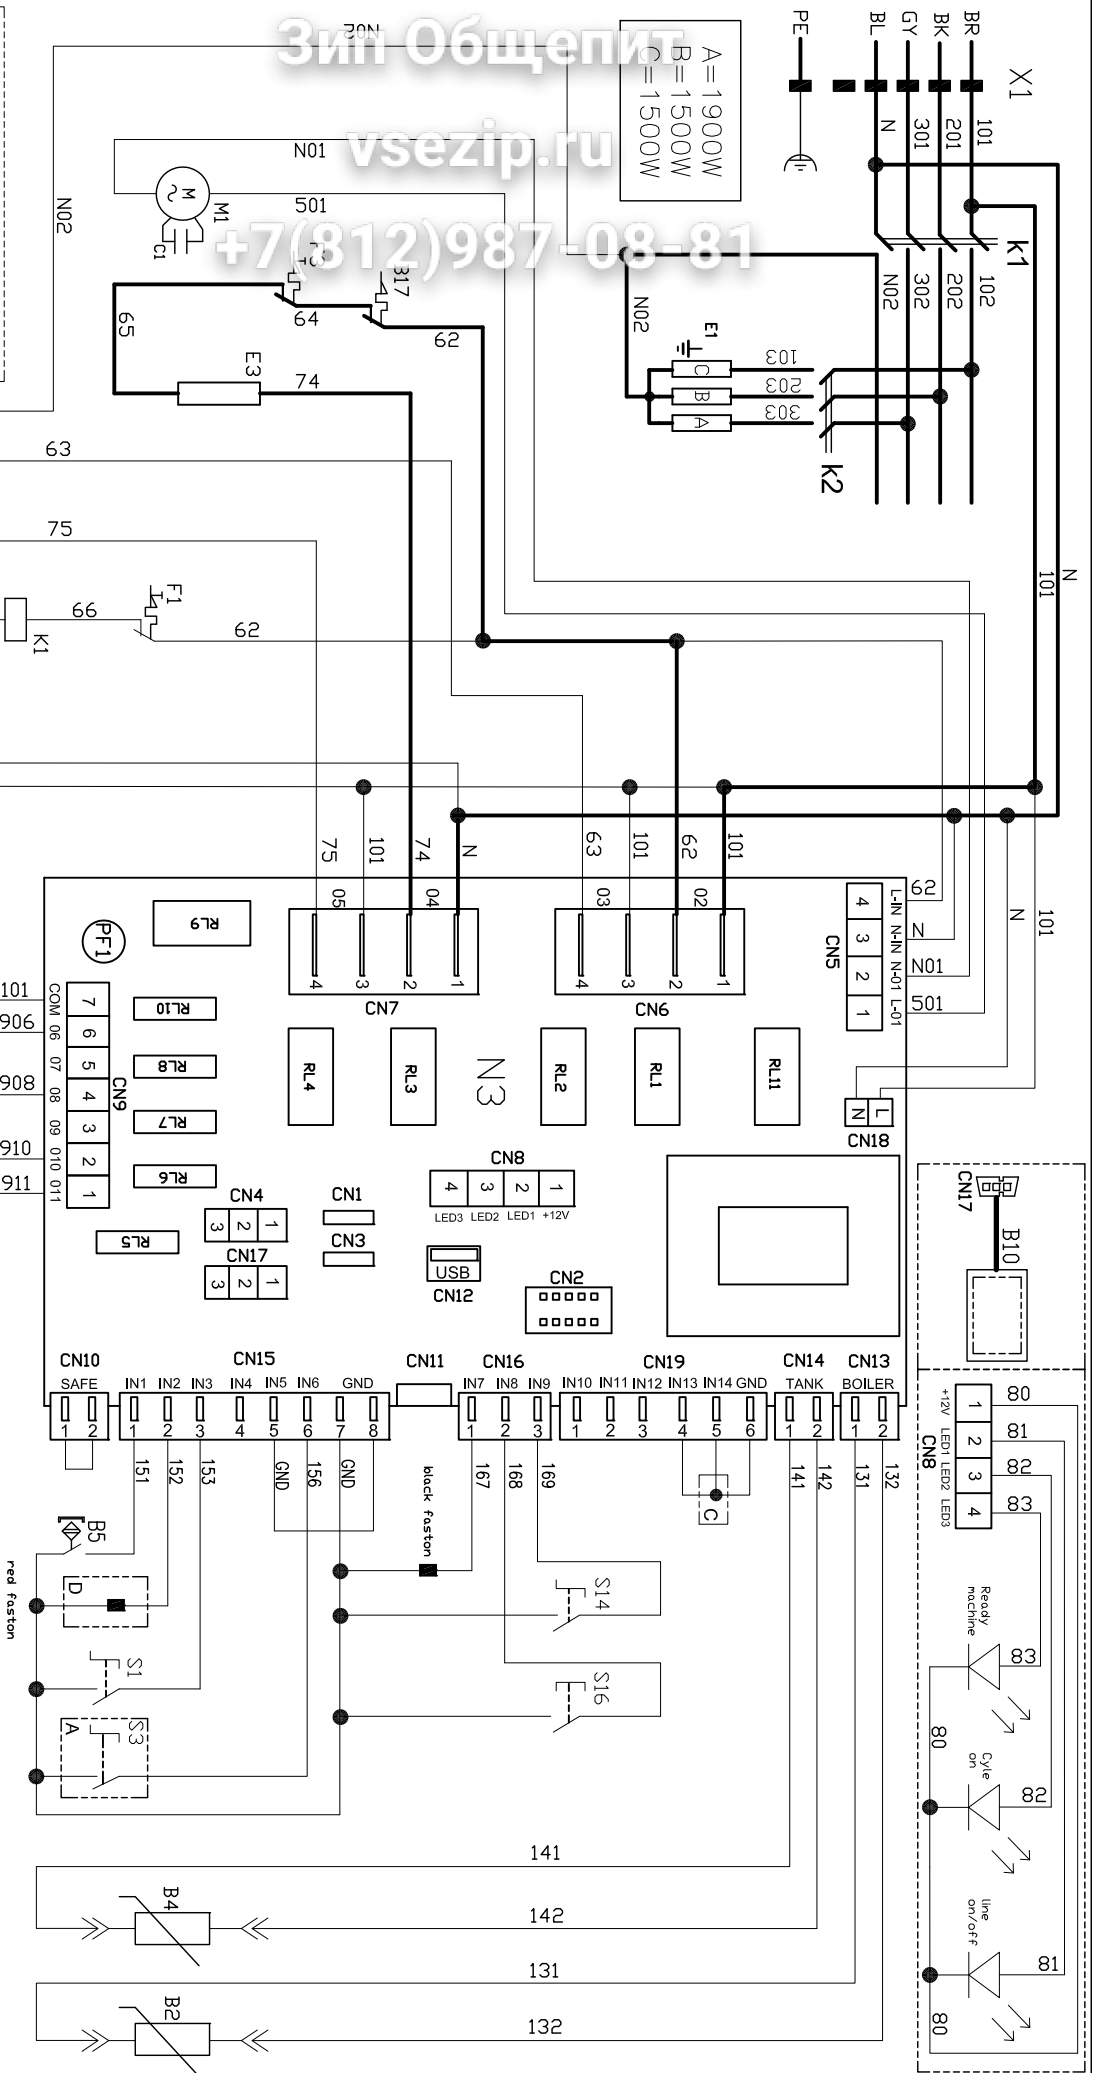 Зип Общепит
vsezip.ru
+7(812)987-08-81
X1
BR
BK
GY
BL
PE
101
201
301
N
k1
102
202
302
N02
A=1900W
B=1500W
C=1500W
N02
N02
N01
501
M1
C1
N02
E1
C
B
A
103
203
303
k2
65
64
62
E3
74
63
75
F1
66
62
K1
N
101
75
101
74
N
63
101
62
101
62
N
N01
501
N
101
05
04
03
02
4
3
2
1
CN7
4
3
2
1
CN6
L-IN
N-IN
N-01
L-01
4
3
2
1
CN5
L
N
CN18
RL9
PF1
RL10
RL8
RL7
RL6
RL5
RL4
RL3
RL2
RL1
RL11
N3
101
906
908
910
911
COM
06
07
08
09
010
011
7
6
5
4
3
2
1
CN9
CN8
4
3
2
1
LED3 LED2 LED1 +12V
CN4
3
2
1
CN17
3
2
1
CN1
CN3
USB
CN12
CN2
CN17
B10
CN10
SAFE
1
2
CN15
IN1 IN2 IN3 IN4 IN5 IN6 GND
1 2 3 4 5 6 7 8
CN11
CN16
IN7 IN8 IN9
1 2 3
CN19
IN10 IN11 IN12 IN13 IN14 GND
1 2 3 4 5 6
CN14
TANK
1 2
CN13
BOILER
1 2
151
152
153
GND
156
GND
black faston
167
168
169
C
141
142
131
132
B5
D
red faston
S1
S3
A
S14
S16
+12V
LED1
LED2
LED3
1
2
3
4
CN8
80
81
82
83
Ready
machine
83
80
Cyle
on
82
line
on/off
81
80
141
B4
142
131
B2
132